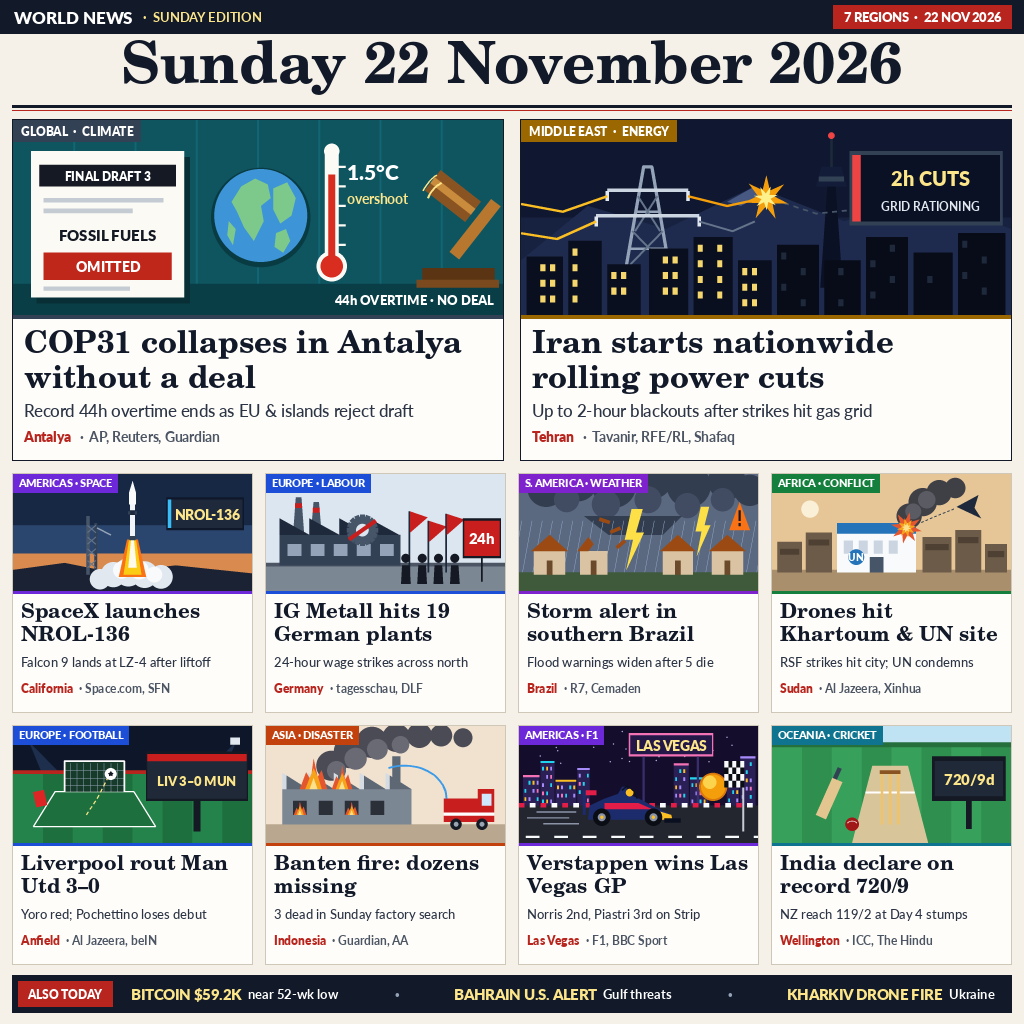 WORLD NEWS · SUNDAY EDITION
7 REGIONS · 22 NOV 2026
Sunday 22 November 2026
GLOBAL · CLIMATE
FINAL DRAFT 3
FOSSIL FUELS
OMITTED
1.5°C
overshoot
44h OVERTIME · NO DEAL
COP31 collapses in Antalya
without a deal
Record 44h overtime ends as EU & islands reject draft
Antalya · AP, Reuters, Guardian
MIDDLE EAST · ENERGY
2h CUTS
GRID RATIONING
Iran starts nationwide
rolling power cuts
Up to 2-hour blackouts after strikes hit gas grid
Tehran · Tavanir, RFE/RL, Shafaq
AMERICAS · SPACE
NROL-136
SpaceX launches
NROL-136
Falcon 9 lands at LZ-4 after liftoff
California · Space.com, SFN
EUROPE · LABOUR
24h
IG Metall hits 19
German plants
24-hour wage strikes across north
Germany · tagesschau, DLF
S. AMERICA · WEATHER
!
Storm alert in
southern Brazil
Flood warnings widen after 5 die
Brazil · R7, Cemaden
AFRICA · CONFLICT
UN
Drones hit
Khartoum & UN site
RSF strikes hit city; UN condemns
Sudan · Al Jazeera, Xinhua
EUROPE · FOOTBALL
LIV 3–0 MUN
Liverpool rout Man
Utd 3–0
Yoro red; Pochettino loses debut
Anfield · Al Jazeera, beIN
ASIA · DISASTER
Banten fire: dozens
missing
3 dead in Sunday factory search
Indonesia · Guardian, AA
AMERICAS · F1
LAS VEGAS
Verstappen wins Las
Vegas GP
Norris 2nd, Piastri 3rd on Strip
Las Vegas · F1, BBC Sport
OCEANIA · CRICKET
720/9d
India declare on
record 720/9
NZ reach 119/2 at Day 4 stumps
Wellington · ICC, The Hindu
ALSO TODAY
BITCOIN $59.2K near 52-wk low
•
BAHRAIN U.S. ALERT Gulf threats
•
KHARKIV DRONE FIRE Ukraine